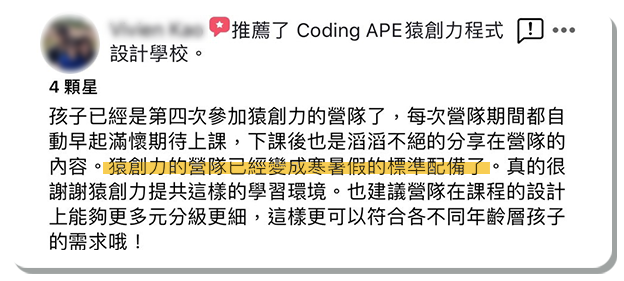 推薦了 Coding APE猿創力程式
設計學校。
4 顆星
孩子已經是第四次參加猿創力的營隊了，每次營隊期間都自
動早起滿懷期待上課，下課後也是滔滔不絕的分享在營隊的
內容。猿創力的營隊已經變成寒暑假的標準配備了。真的很
謝謝猿創力提共這樣的學習環境。也建議營隊在課程的設計
上能夠更多元分級更細，這樣更可以符合各不同年齡層孩子
的需求哦！